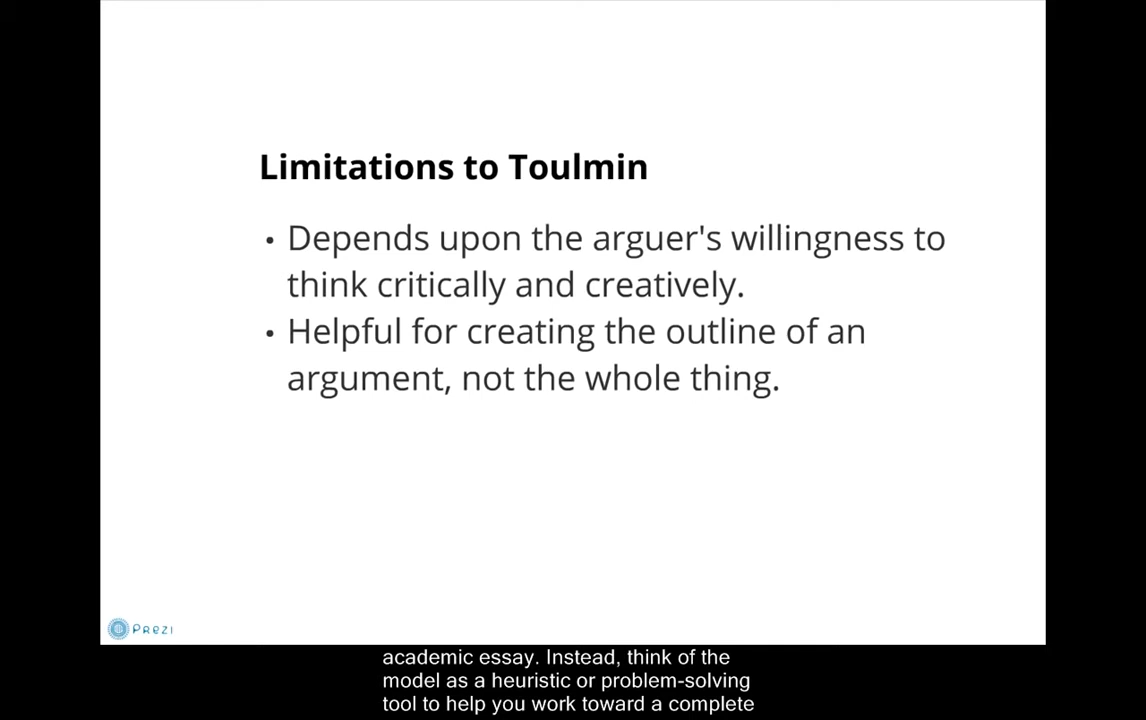 Limitations to Toulmin
• Depends upon the arguer's willingness to
think critically and creatively.
• Helpful for creating the outline of an
argument, not the whole thing.
Prezi
academic essay. Instead, think of the
model as a heuristic or problem-solving
tool to help you work toward a complete